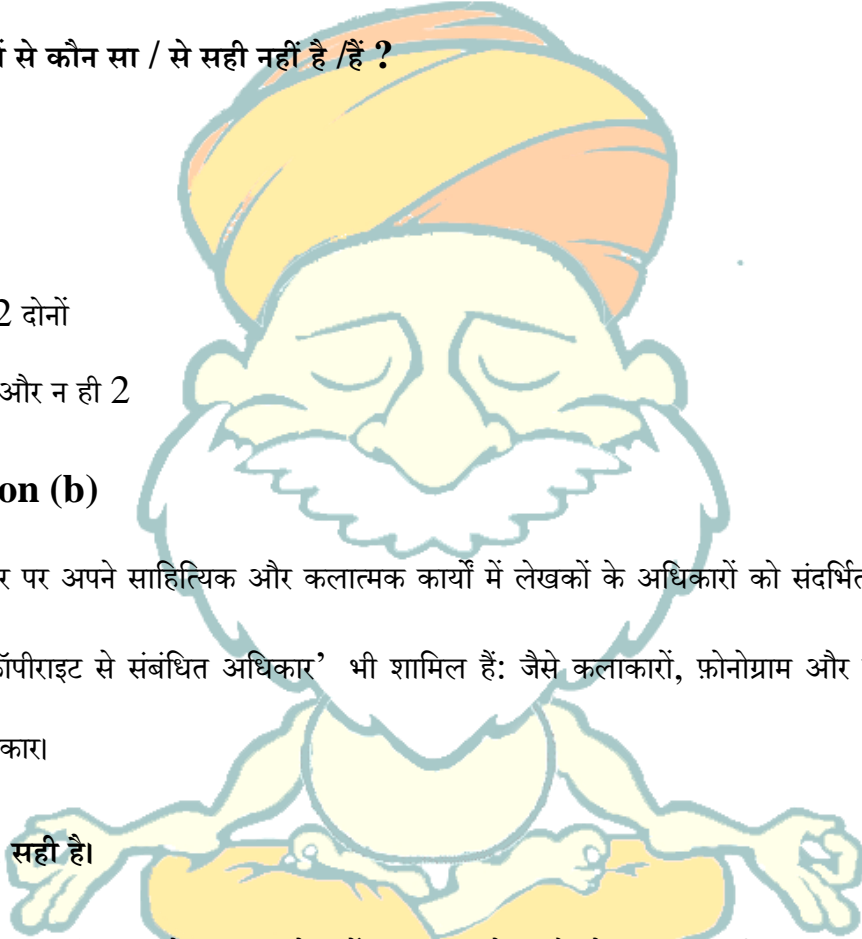 से कौन सा / से सही नहीं है /हैं ?
2 दोनों
और न ही 2
on (b)
पर अपने साहित्यिक और कलात्मक कार्यों में लेखकों के अधिकारों को संदर्भित
कॉपीराइट से संबंधित अधिकार’ भी शामिल हैं: जैसे कलाकारों, फ़ोनोग्राम और
कार।
सही है।